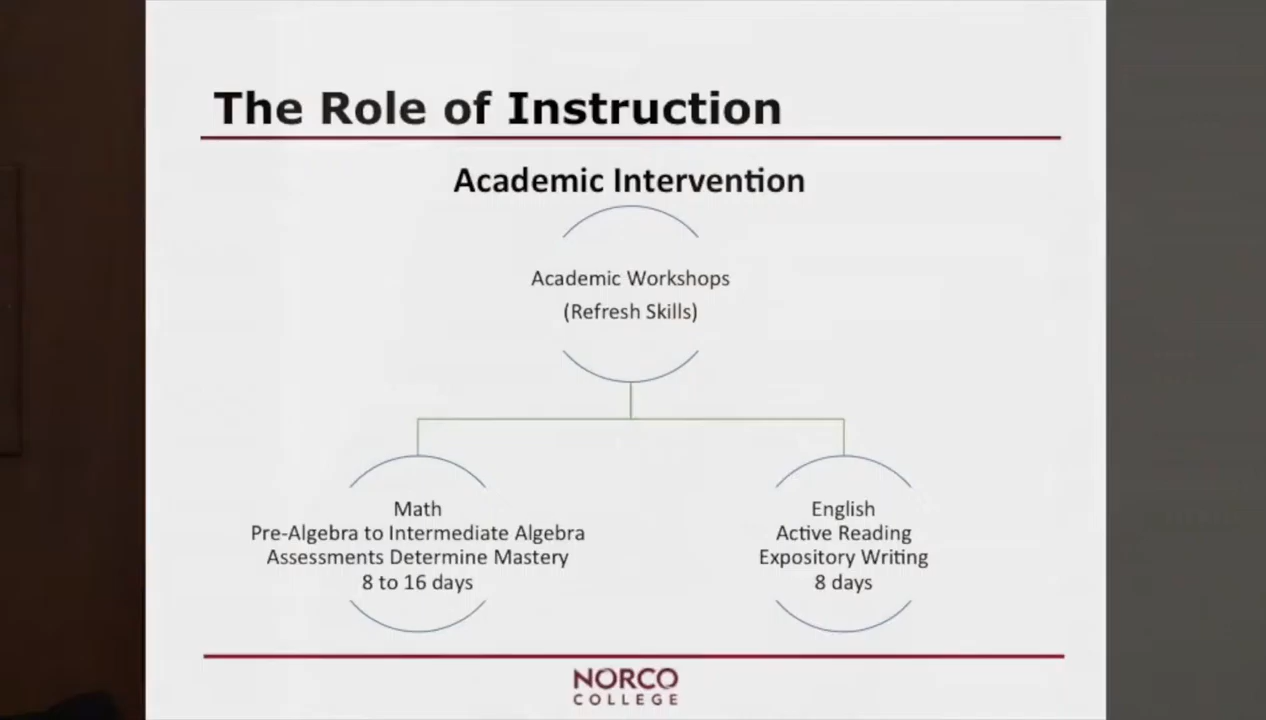 The Role of Instruction
Academic Intervention
Academic Workshops
(Refresh Skills)
Math
Pre-Algebra to Intermediate Algebra
Assessments Determine Mastery
8 to 16 days
English
Active Reading
Expository Writing
8 days
NORCO
COLLEGE